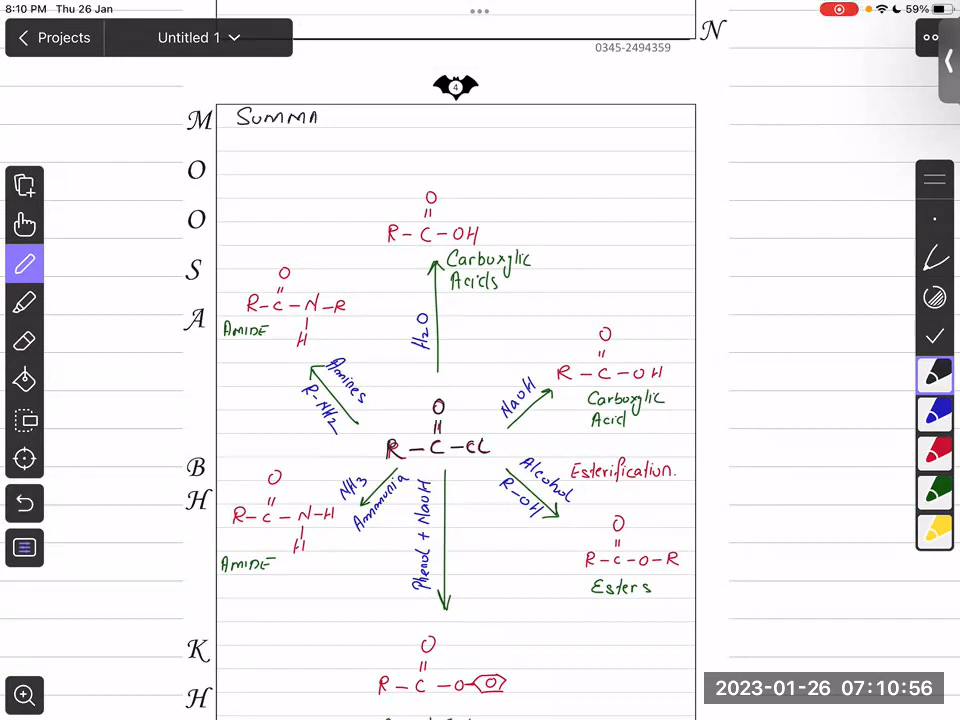 8:10 PM Thu 26 Jan
59%
Projects
Untitled 1
0345-2494359
N
4
M
SUMMA
O
O
O
R-C-OH
S
Carboxylic
Acids
O
R-C-N-R
H
A
AMIDE
H2O
O
R-C-OH
Carboxylic
Acid
NaOH
Amines
R-NH2
O
R-C-Cl
B
Esterification.
Alcohol
R-OH
NH3
Ammonia
H
O
R-C-N-H
H
AMIDE
Phenol + NaOH
O
R-C-O-R
Esters
K
O
R-C-O-
H
2023-01-26 07:10:56